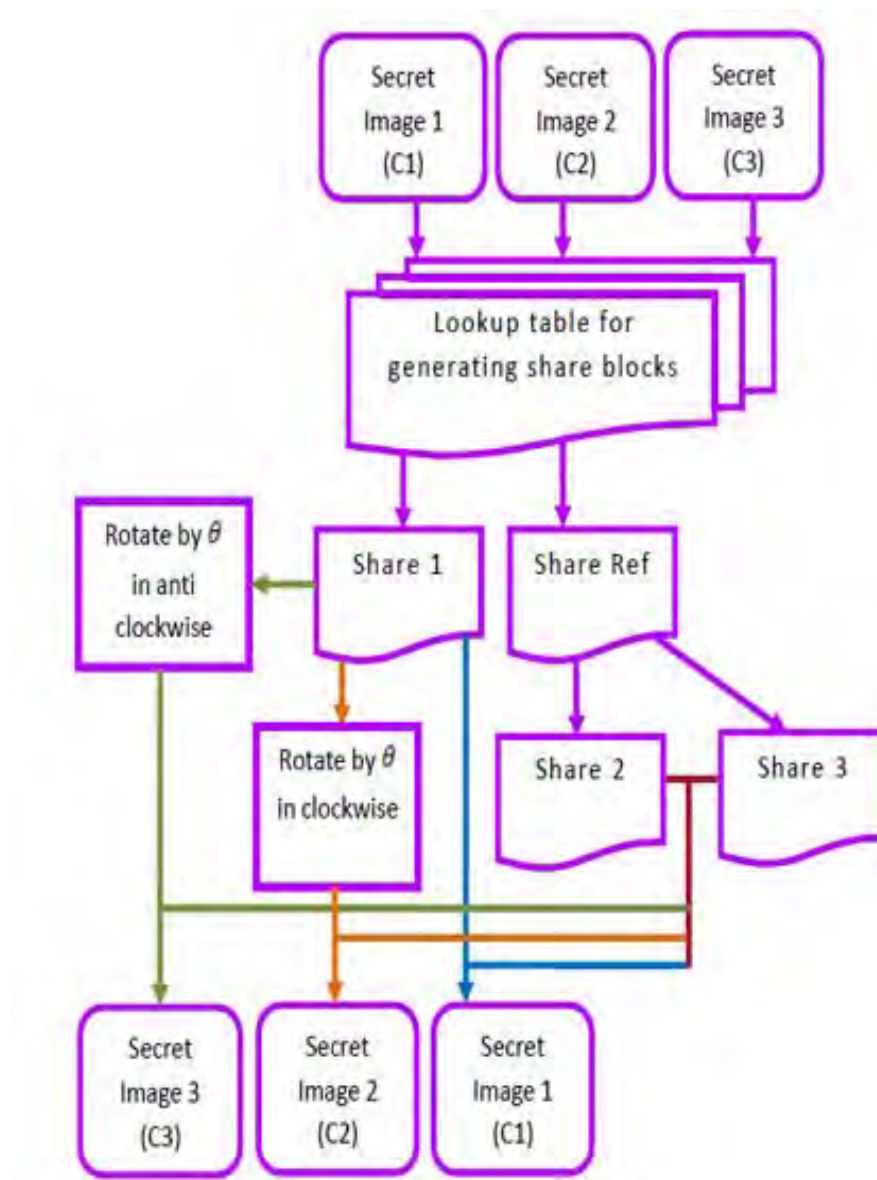 Secret
Image 1
(C1)
Secret
Image 2
(C2)
Secret
Image 3
(C3)
Lookup table for
generating share blocks
Rotate by θ
in anti
clockwise
Share 1
Share Ref
Rotate by θ
in clockwise
Share 2
Share 3
Secret
Image 3
(C3)
Secret
Image 2
(C2)
Secret
Image 1
(C1)